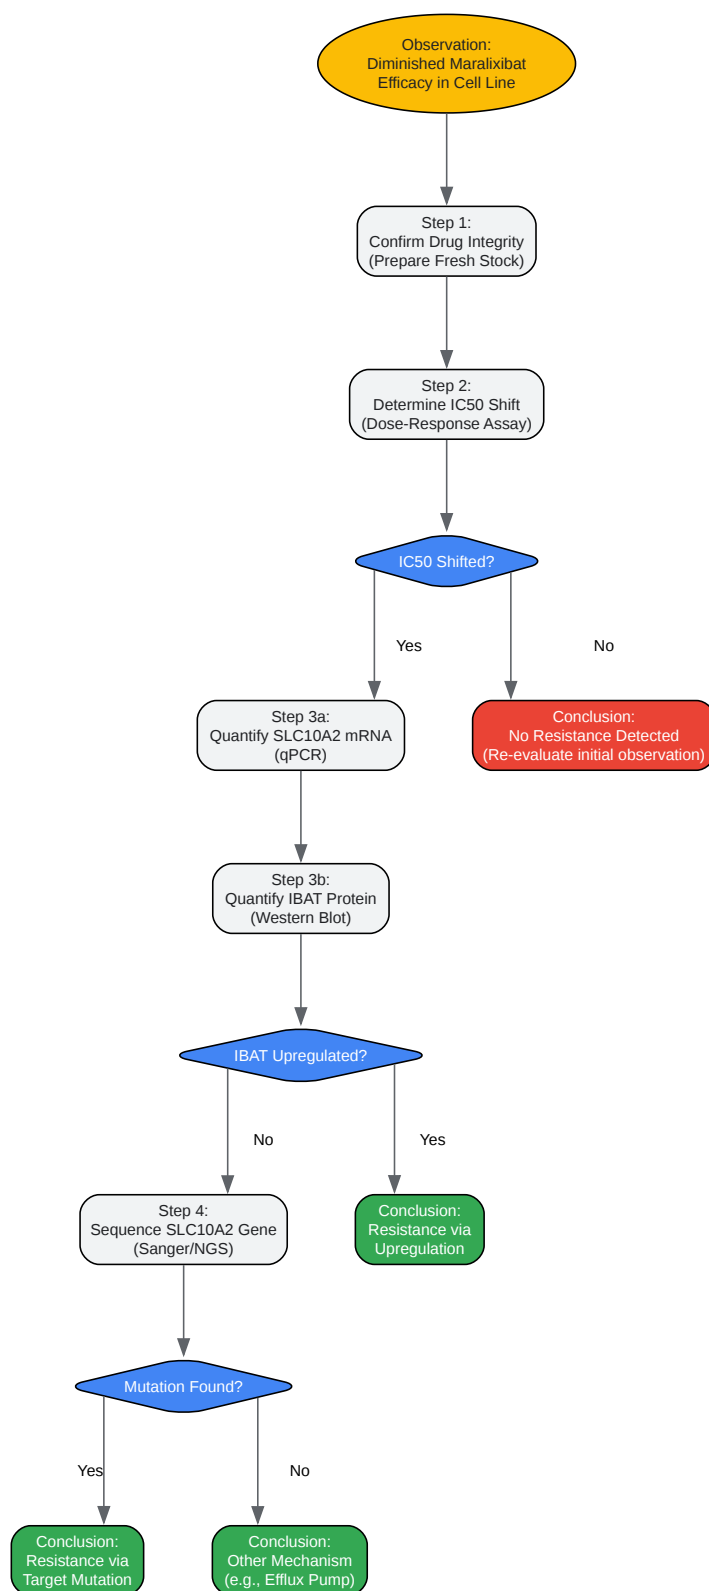 Observation:
Diminished Maralixibat
Efficacy in Cell Line
Step 1:
Confirm Drug Integrity
(Prepare Fresh Stock)
Step 2:
Determine IC50 Shift
(Dose-Response Assay)
IC50 Shifted?
Yes
No
Step 3a:
Quantify SLC10A2 mRNA
(qPCR)
Conclusion:
No Resistance Detected
(Re-evaluate initial observation)
Step 3b:
Quantify IBAT Protein
(Western Blot)
IBAT Upregulated?
No
Yes
Step 4:
Sequence SLC10A2 Gene
(Sanger/NGS)
Conclusion:
Resistance via
Upregulation
Mutation Found?
Yes
No
Conclusion:
Resistance via
Target Mutation
Conclusion:
Other Mechanism
(e.g., Efflux Pump)